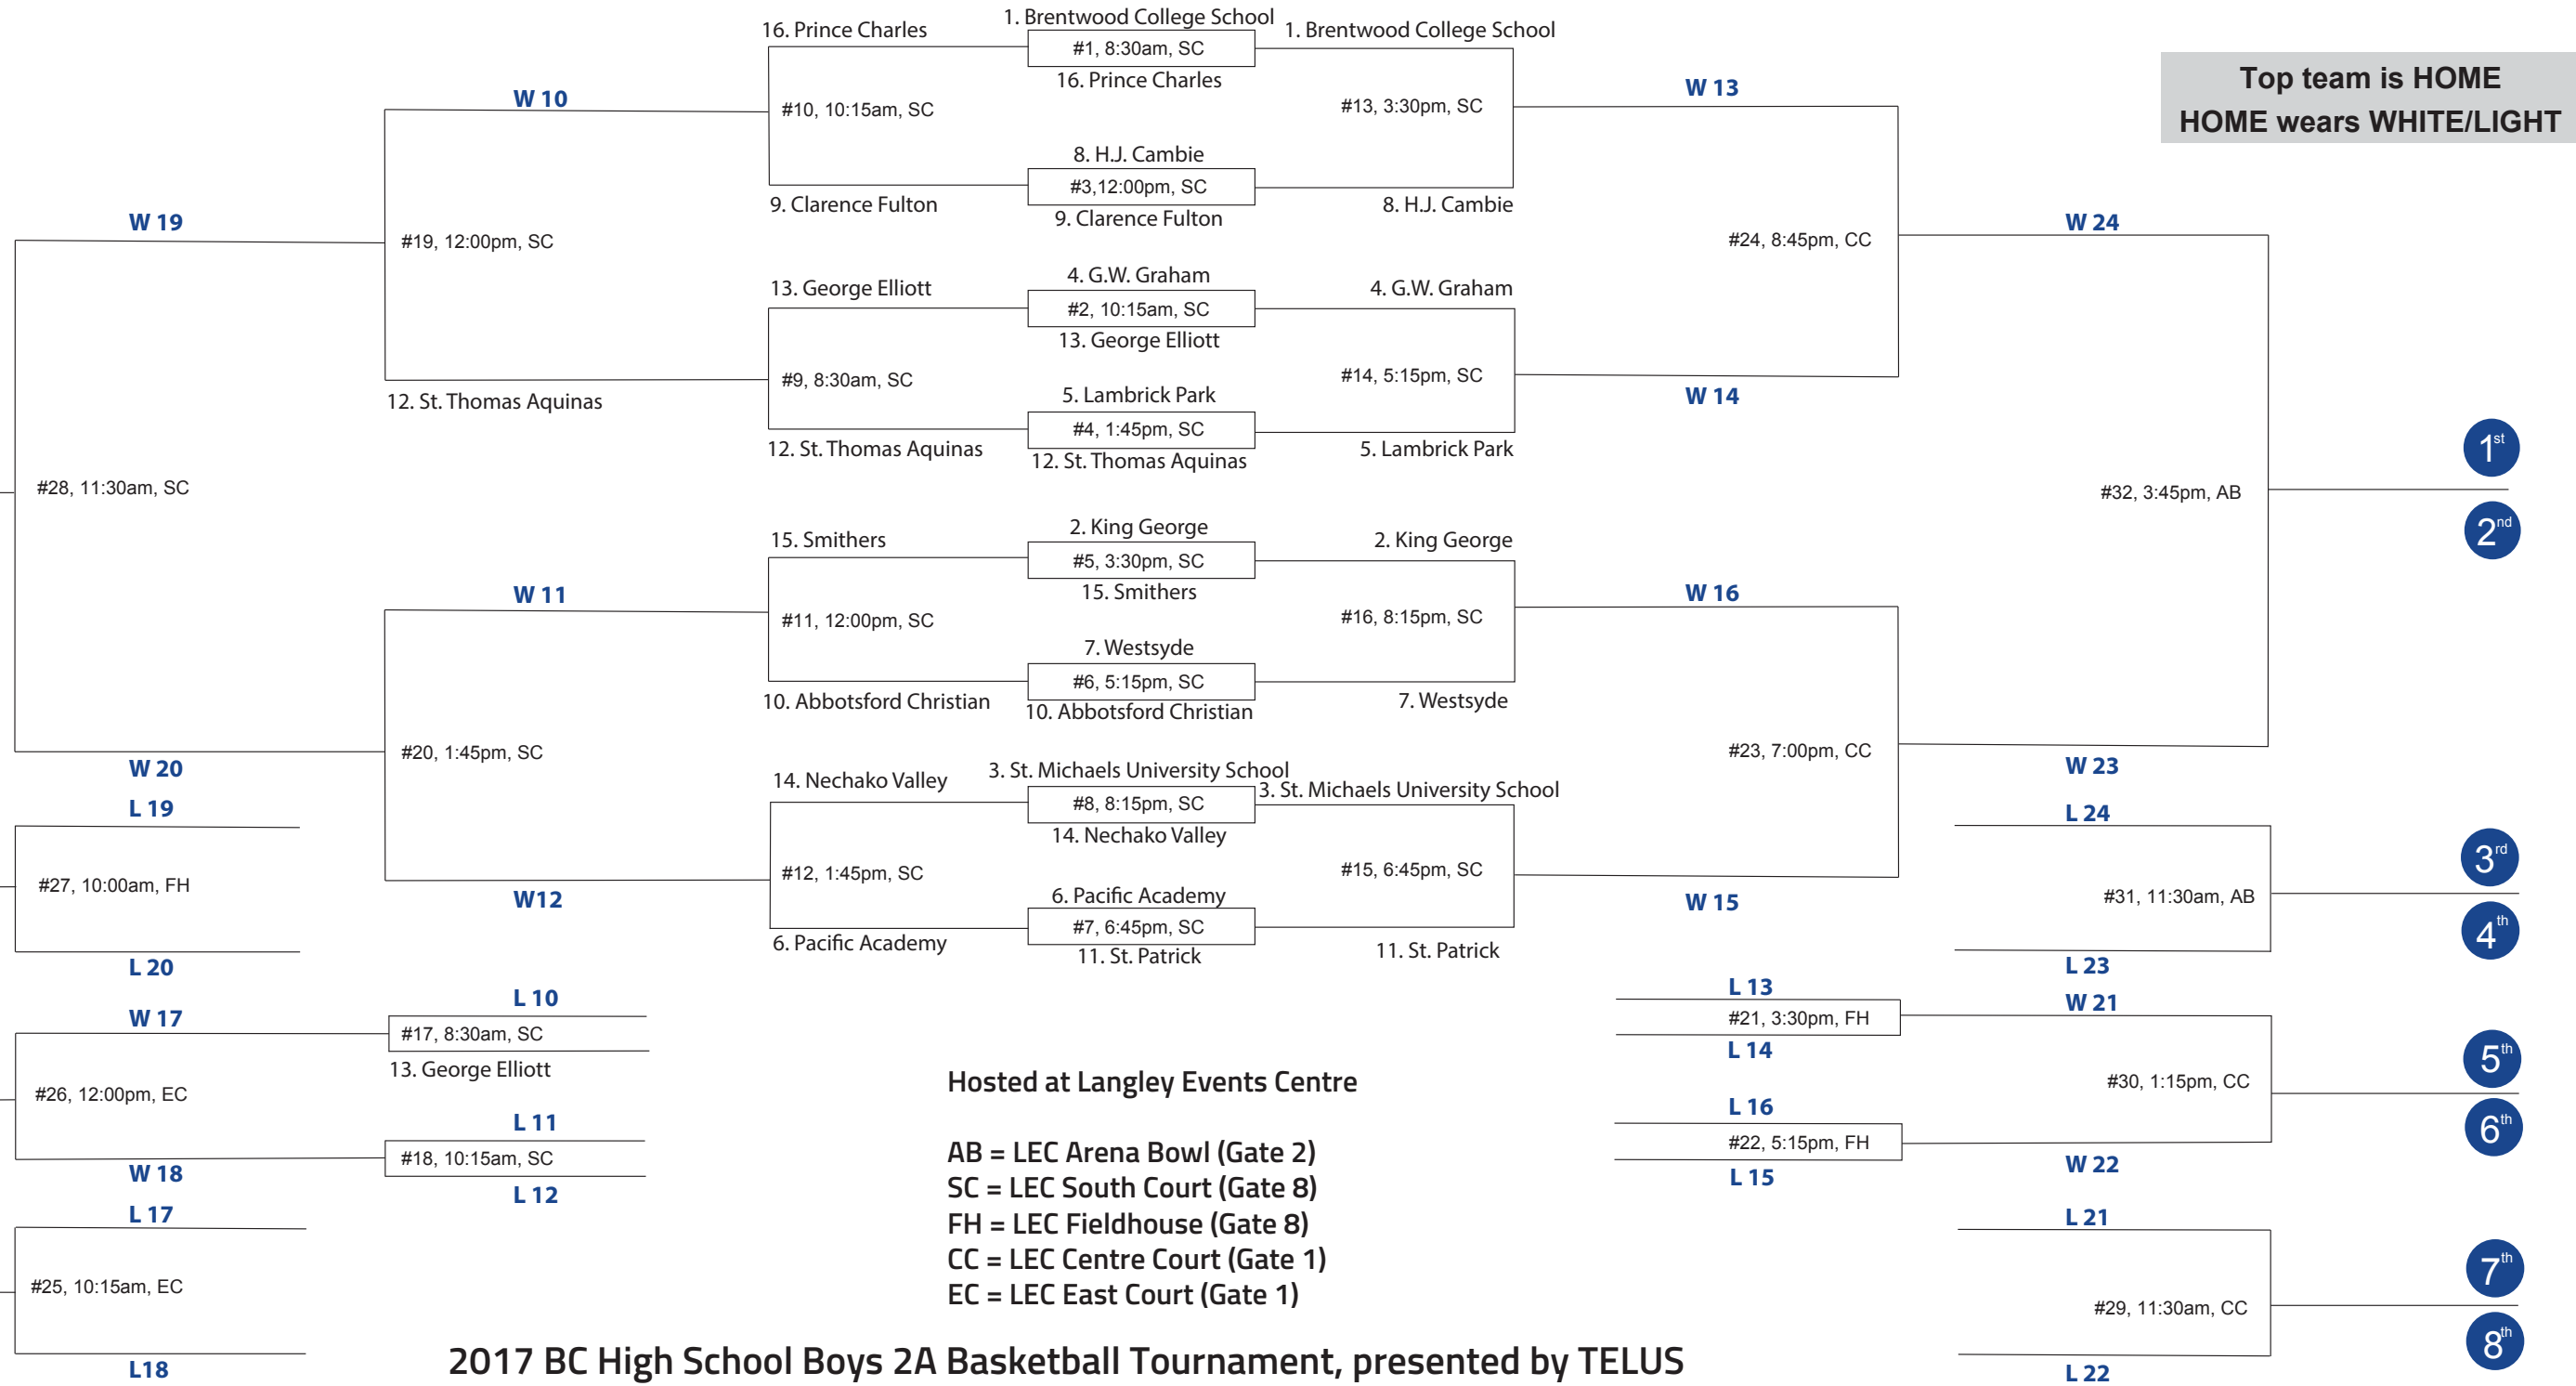 16. Prince Charles
1. Brentwood College School
1. Brentwood College School
#1, 8:30am, SC
16. Prince Charles
Top team is HOME
HOME wears WHITE/LIGHT
W 10
#10, 10:15am, SC
#13, 3:30pm, SC
W 13
8. H.J. Cambie
#3,12:00pm, SC
9. Clarence Fulton
9. Clarence Fulton
8. H.J. Cambie
W 19
#19, 12:00pm, SC
#24, 8:45pm, CC
W 24
13. George Elliott
4. G.W. Graham
4. G.W. Graham
#2, 10:15am, SC
13. George Elliott
#9, 8:30am, SC
#14, 5:15pm, SC
12. St. Thomas Aquinas
5. Lambrick Park
W 14
#4, 1:45pm, SC
12. St. Thomas Aquinas
5. Lambrick Park
12. St. Thomas Aquinas
1st
#28, 11:30am, SC
#32, 3:45pm, AB
2nd
15. Smithers
2. King George
2. King George
#5, 3:30pm, SC
15. Smithers
W 11
W 16
#11, 12:00pm, SC
#16, 8:15pm, SC
7. Westsyde
#6, 5:15pm, SC
10. Abbotsford Christian
10. Abbotsford Christian
7. Westsyde
#20, 1:45pm, SC
#23, 7:00pm, CC
W 20
W 23
14. Nechako Valley
3. St. Michaels University School
3. St. Michaels University School
#8, 8:15pm, SC
14. Nechako Valley
L 19
L 24
#27, 10:00am, FH
#12, 1:45pm, SC
#15, 6:45pm, SC
#31, 11:30am, AB
3rd
W12
6. Pacific Academy
W 15
#7, 6:45pm, SC
6. Pacific Academy
11. St. Patrick
11. St. Patrick
4th
L 20
L 23
L 10
L 13
W 17
#17, 8:30am, SC
#21, 3:30pm, FH
W 21
13. George Elliott
L 14
5th
#26, 12:00pm, EC
#30, 1:15pm, CC
L 11
L 16
#18, 10:15am, SC
#22, 5:15pm, FH
6th
W 18
L 12
L 15
W 22
Hosted at Langley Events Centre
AB = LEC Arena Bowl (Gate 2)
SC = LEC South Court (Gate 8)
FH = LEC Fieldhouse (Gate 8)
CC = LEC Centre Court (Gate 1)
EC = LEC East Court (Gate 1)
L 17
L 21
#25, 10:15am, EC
#29, 11:30am, CC
7th
8th
L18
L 22
2017 BC High School Boys 2A Basketball Tournament, presented by TELUS